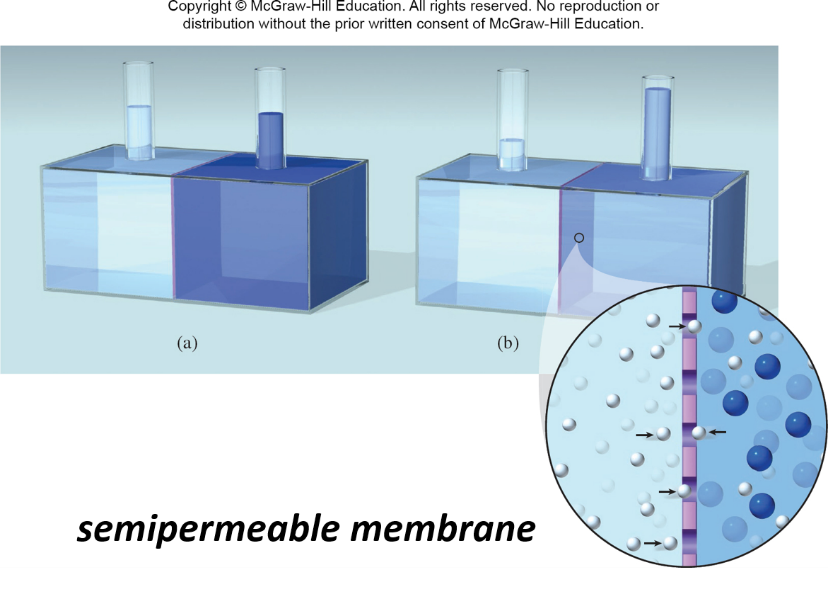 Copyright © McGraw-Hill Education. All rights reserved. No reproduction or
distribution without the prior written consent of McGraw-Hill Education.
(a)
(b)
semipermeable membrane